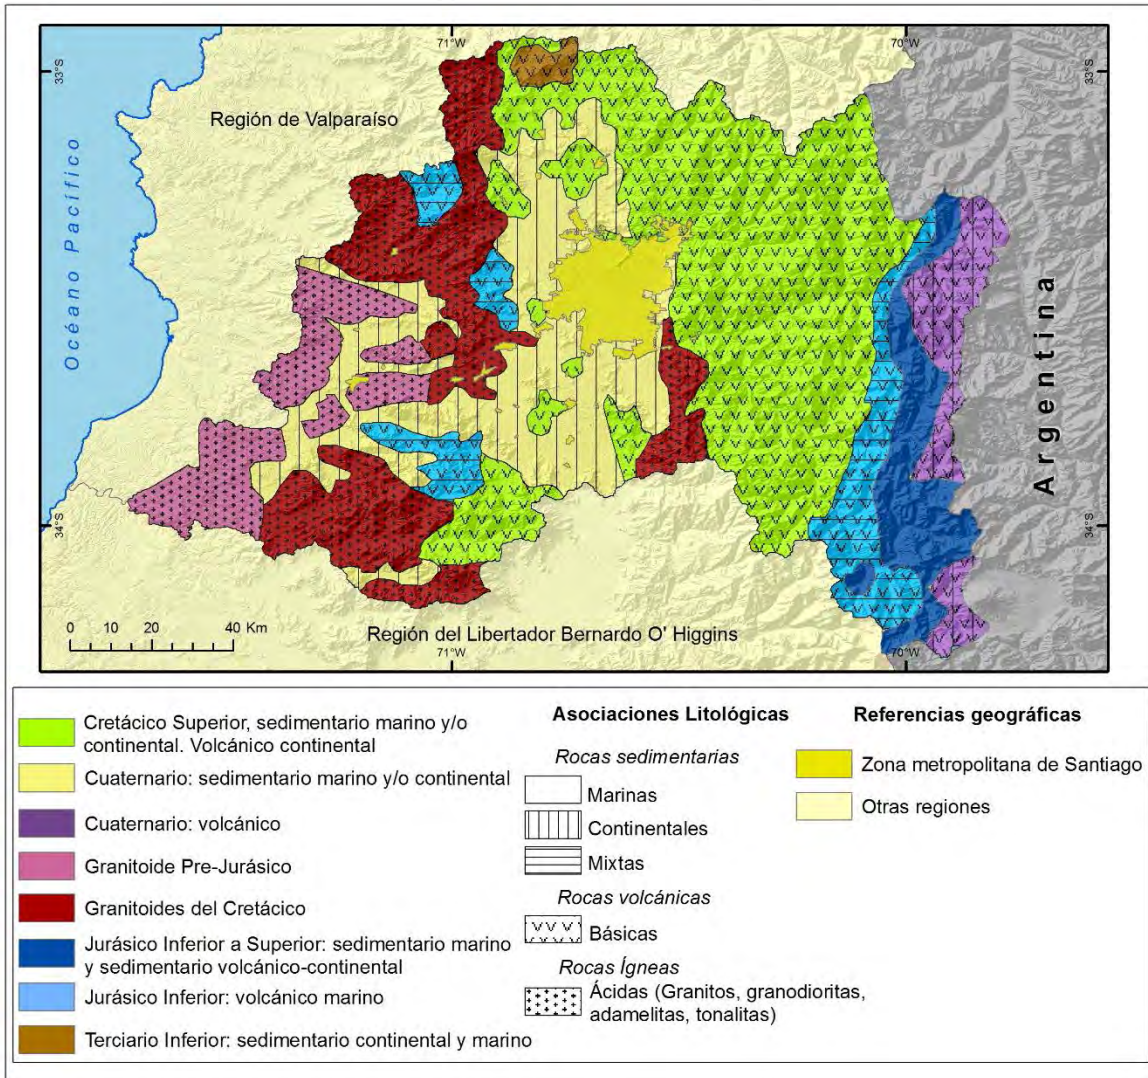 71°W
70°W
33°S
33°S
Región de Valparaíso
Océano Pacífico
Argentina
34°S
34°S
0 10 20 40 Km
Región del Libertador Bernardo O' Higgins
71°W
70°W
Cretácico Superior, sedimentario marino y/o
continental. Volcánico continental
Cuaternario: sedimentario marino y/o continental
Cuaternario: volcánico
Granitoide Pre-Jurásico
Granitoides del Cretácico
Jurásico Inferior a Superior: sedimentario marino
y sedimentario volcánico-continental
Jurásico Inferior: volcánico marino
Terciario Inferior: sedimentario continental y marino
Asociaciones Litológicas
Rocas sedimentarias
Marinas
Continentales
Mixtas
Rocas volcánicas
Básicas
Rocas Ígneas
Ácidas (Granitos, granodioritas,
adamelitas, tonalitas)
Referencias geográficas
Zona metropolitana de Santiago
Otras regiones